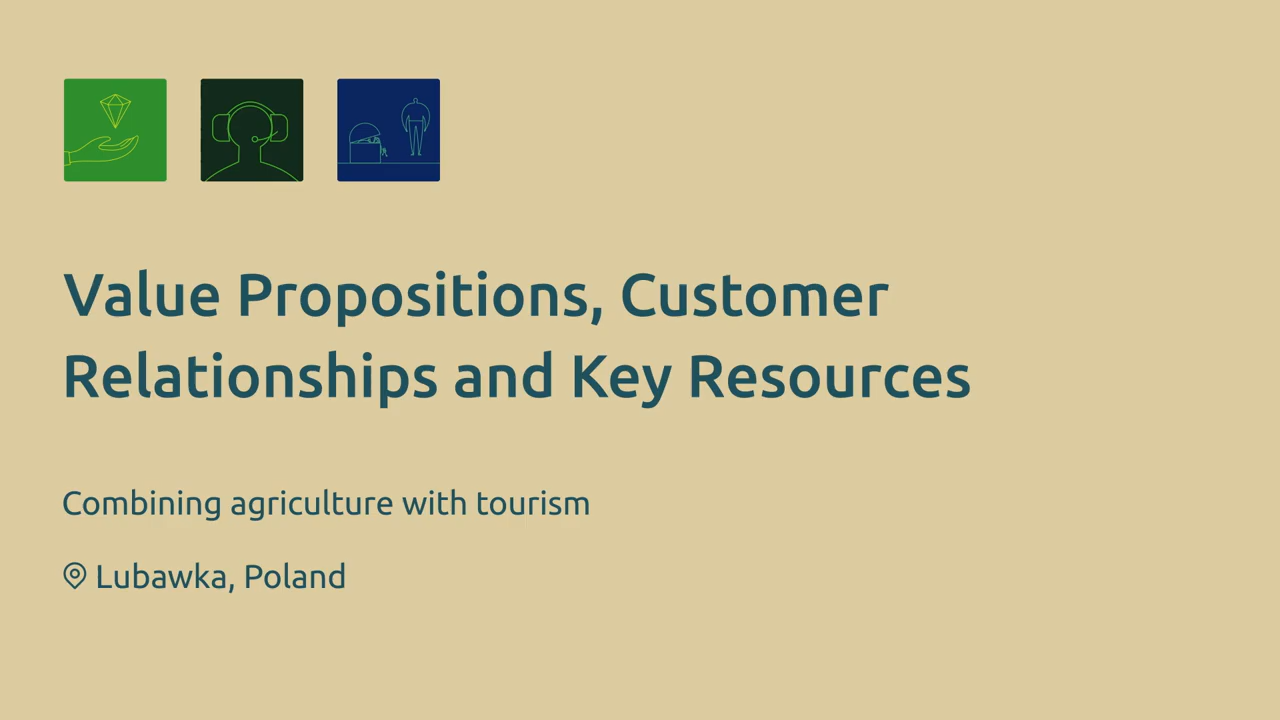 Value Propositions, Customer
Relationships and Key Resources
Combining agriculture with tourism
Lubawka, Poland